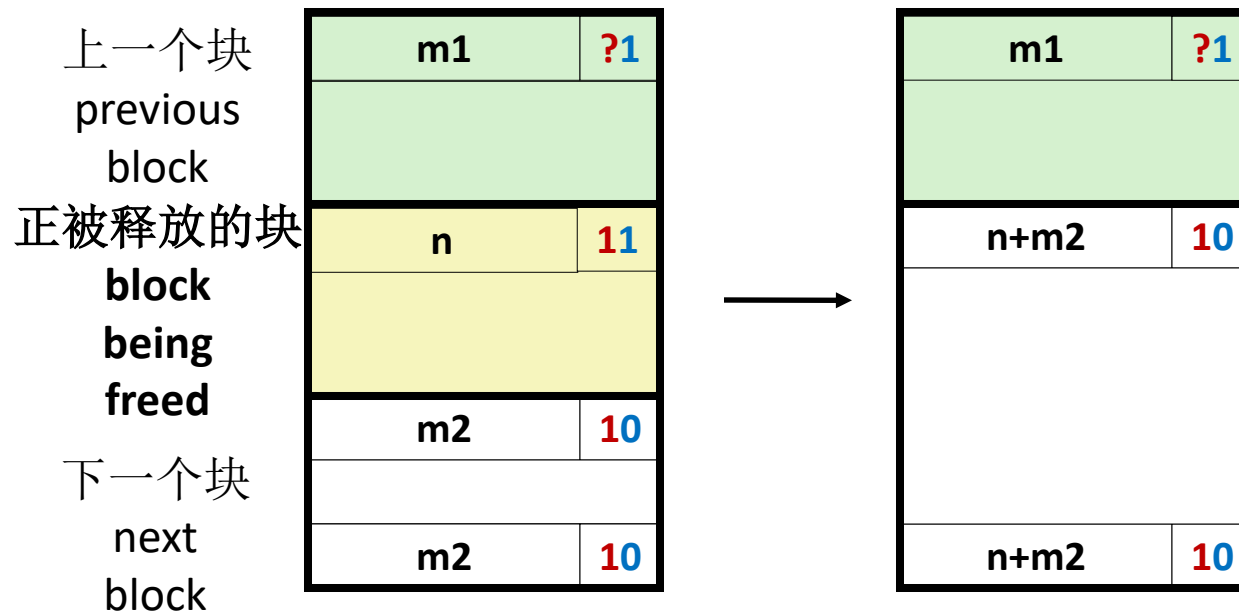 上一个块
previous
block
正被释放的块
block
being
freed
下一个块
next
block
m1 ?1
n 11
m2 10
m2 10
m1 ?1
n+m2 10
n+m2 10